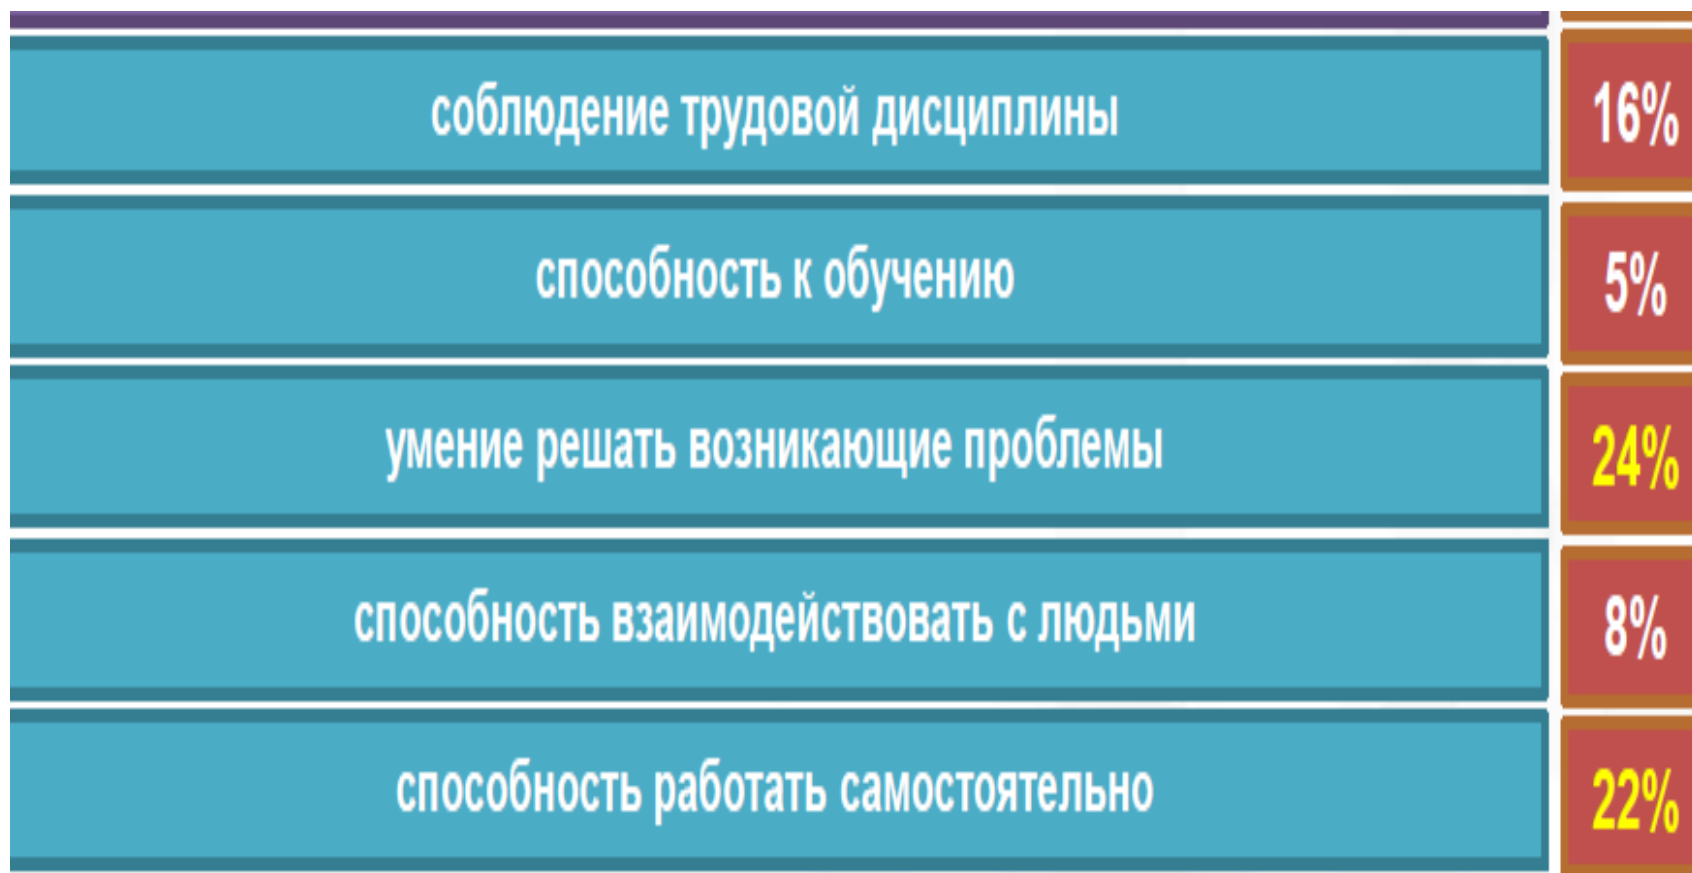 соблюдение трудовой дисциплины 16%
способность к обучению 5%
умение решать возникающие проблемы 24%
способность взаимодействовать с людьми 8%
способность работать самостоятельно 22%